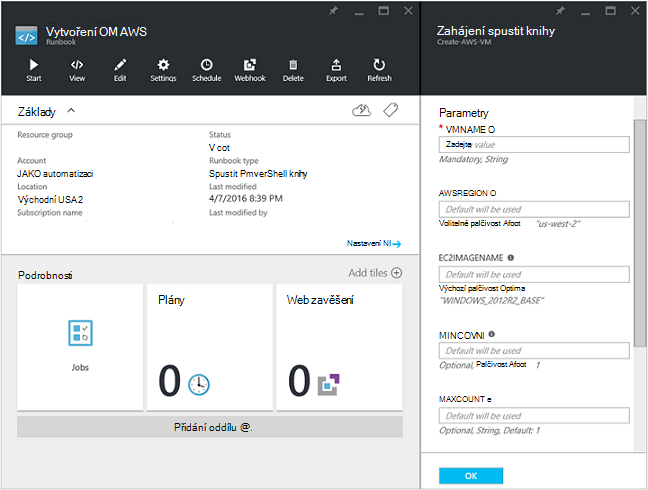 Vytvoření OM AWS
Runbook
Start
View
Edit
Settings
Schedule
Webhook
Delete
Export
Refresh
Základy
Resource group
Status
V cot
Account
Runbook type
JAKO automatizaci
Spustit PmverShell knihy
Location
Last modified
Východní USA2
4/7/2016 8:39 PM
Subscription name
Last modified by
Nastavení NI
Podrobnosti
Add tiles
Jobs
Plány
0
Web zavěšení
0
Přidání oddílu @.
Zahájení spustit knihy
Create-AWS-VM
Parametry
* VMNAME O
Zadejte value
Mandatory, String
AWSREGION O
Default will be used
Volitelné palčivost Afoot "us-west-2"
EC2IMAGENAME
Default will be used
Výchozí palčivost Optima
"WINDOWS_2012R2_BASE"
MINCOVNI
Default will be used
Optional, Palčivost Afoot 1
MAXCOUNT e
Default will be used
Optional, String, Default: 1
OK